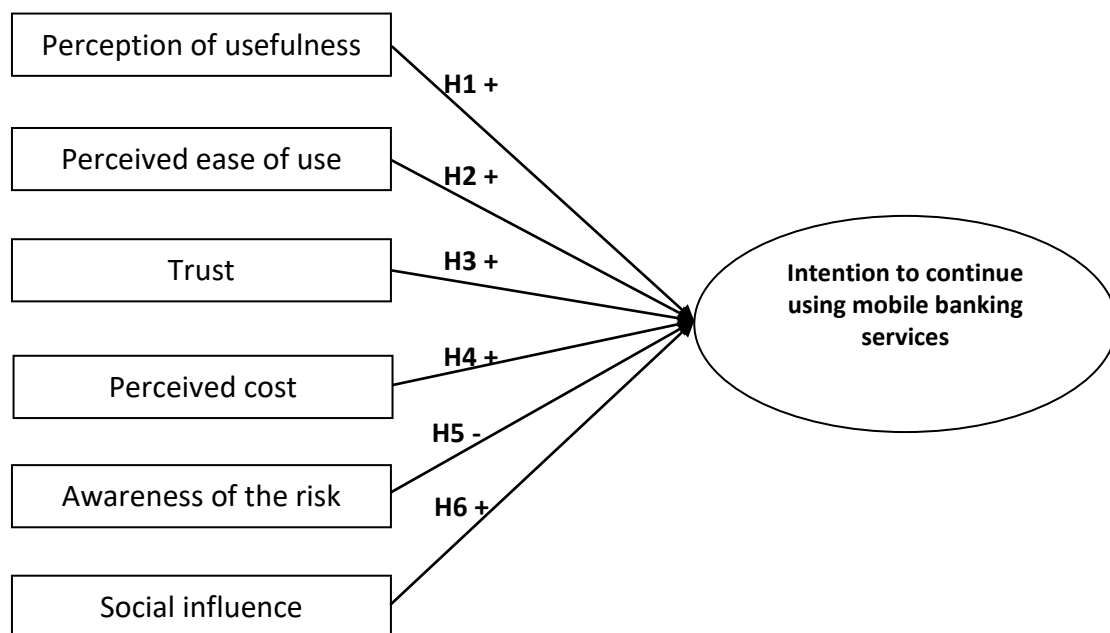 Perception of usefulness
H1 +
Perceived ease of use
H2 +
Trust
H3 +
Intention to continue
using mobile banking
services
Perceived cost
H4 +
H5 -
Awareness of the risk
H6 +
Social influence